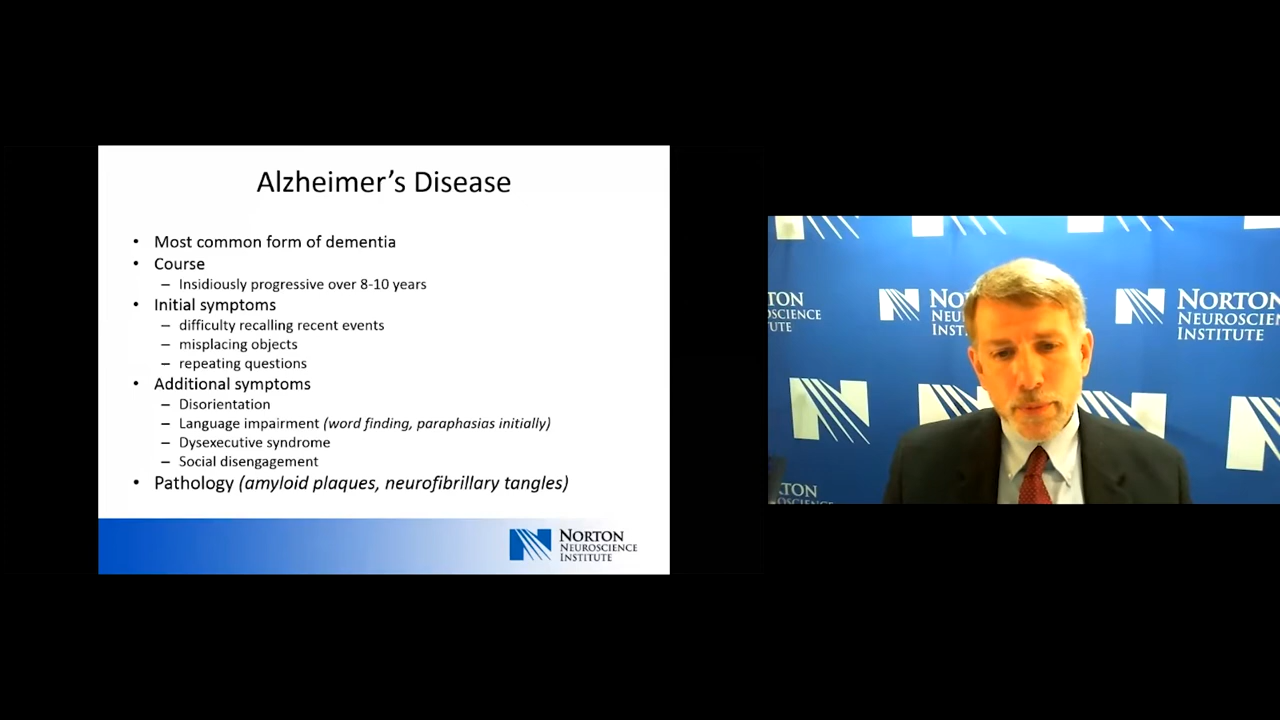 Alzheimer's Disease
• Most common form of dementia
• Course
– Insidiously progressive over 8-10 years
• Initial symptoms
– difficulty recalling recent events
– misplacing objects
– repeating questions
• Additional symptoms
– Disorientation
– Language impairment (word finding, paraphasias initially)
– Dysexecutive syndrome
– Social disengagement
• Pathology (amyloid plaques, neurofibrillary tangles)
NORTON
NEUROSCIENCE
INSTITUTE
NORTON
NEUROSCIEN
INSTITUTE